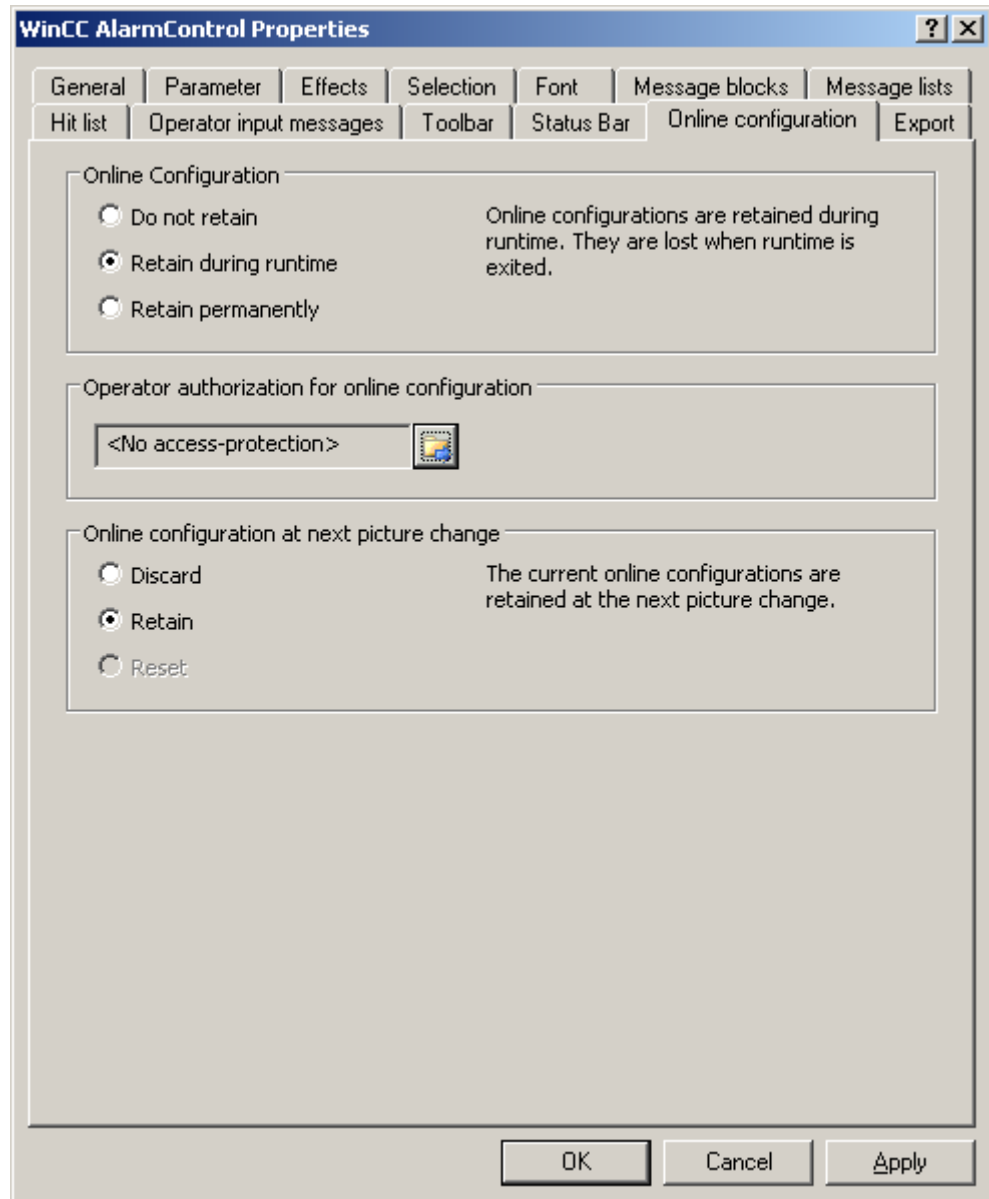 WinCC AlarmControl Properties
General Parameter Effects Selection Font Message blocks Message lists
Hit list Operator input messages Toolbar Status Bar Online configuration Export
Online Configuration
Do not retain
Retain during runtime
Retain permanently
Online configurations are retained during
runtime. They are lost when runtime is
exited.
Operator authorization for online configuration
<No access-protection>
Online configuration at next picture change
Discard
Retain
Reset
The current online configurations are
retained at the next picture change.
OK Cancel Apply